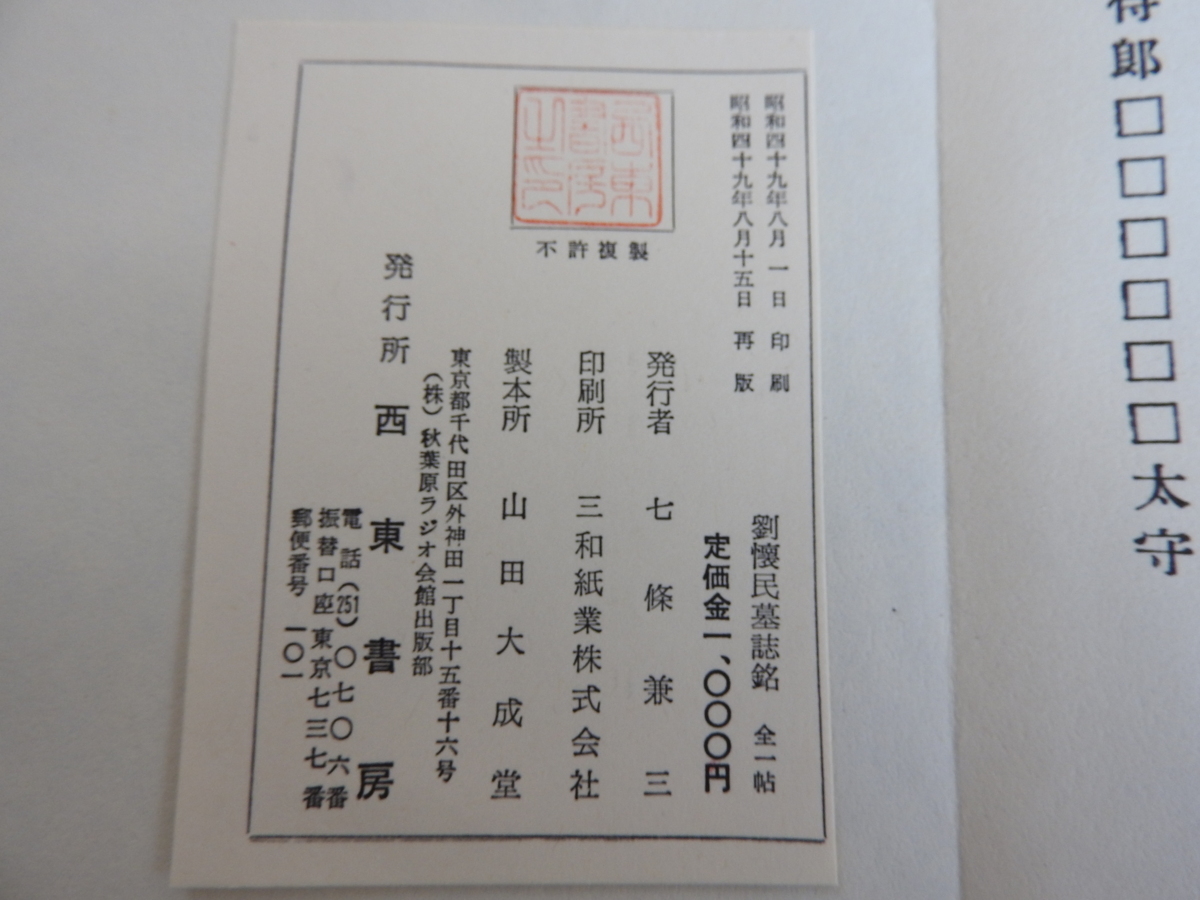 侍郎□□□□□□太守
昭和四十九年八月一日印刷
昭和四十九年八月十五日再版
劉懷民墓誌銘 全一帖
定価金一、〇〇〇円
不許複製
発行者 七條兼三
印刷所 三和紙業株式会社
製本所 山田大成堂
東京都千代田区外神田一丁目十五番十六号
(株)秋葉原ラジオ会館出版部
発行所 西東書房
電話(251)〇七〇六番
振替口座東京七三七番
郵便番号 一〇一